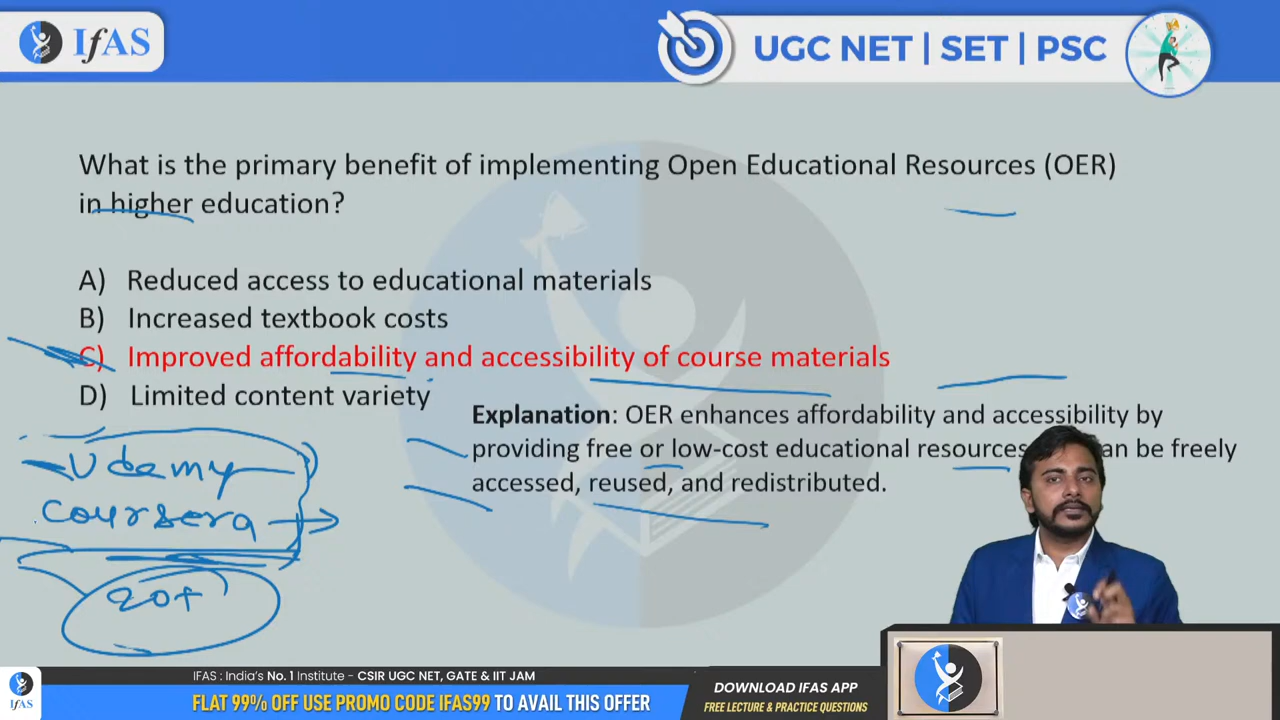 IfAS
UGC NET | SET | PSC
What is the primary benefit of implementing Open Educational Resources (OER)
in higher education?
A) Reduced access to educational materials
B) Increased textbook costs
C) Improved affordability and accessibility of course materials
D) Limited content variety
Explanation: OER enhances affordability and accessibility by
providing free or low-cost educational resources an be freely
accessed, reused, and redistributed.
Udemy
coursera
20+
IFAS : India's No. 1 Institute - CSIR UGC NET, GATE & IIT JAM
FLAT 99% OFF USE PROMO CODE IFAS99 TO AVAIL THIS OFFER
DOWNLOAD IFAS APP
FREE LECTURE & PRACTICE QUESTIONS
IfAS